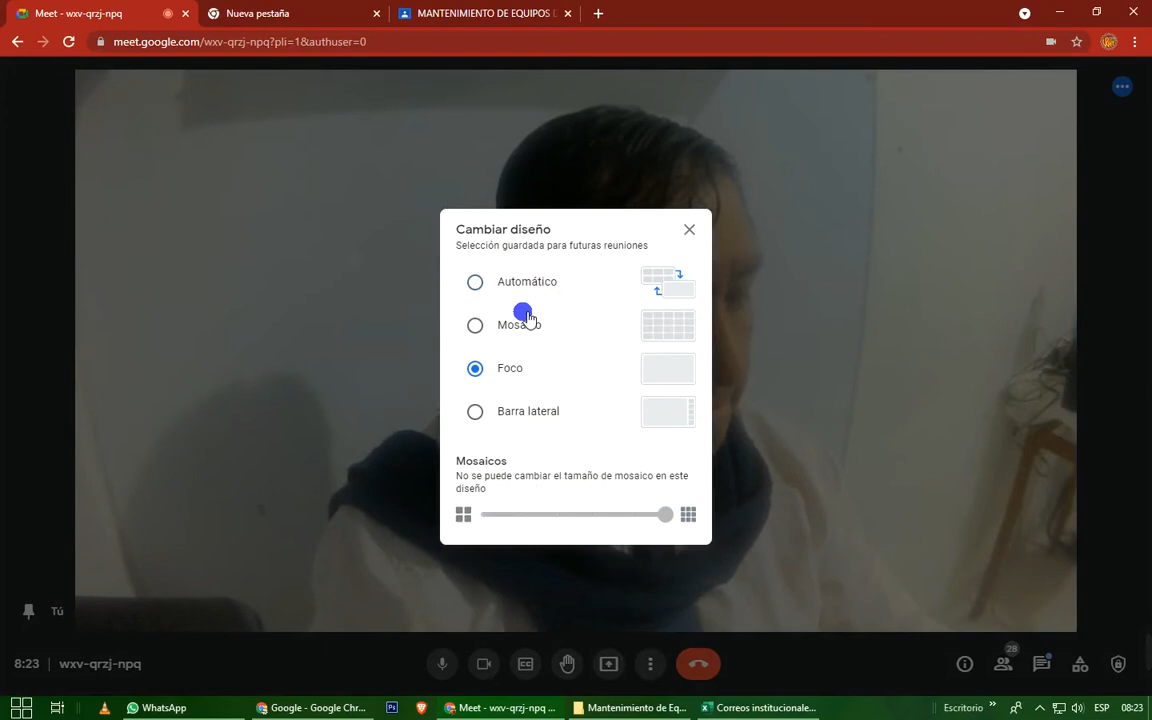 Meet - wxv-qrzj-npq
Nueva pestaña
MANTENIMIENTO DE EQUIPOS
meet.google.com/wxv-qrzj-npq?pli=1&authuser=0
Cambiar diseño
Selección guardada para futuras reuniones
Automático
Foco
Barra lateral
Mosaicos
No se puede cambiar el tamaño de mosaico en este
diseño
Tú
8:23 | wxv-qrzj-npq
28
WhatsApp
Google - Google Chr...
Ps
Meet - wxv-qrzj-npq ...
Mantenimiento de Eq...
Correos institucionale...
Escritorio
ESP
08:23